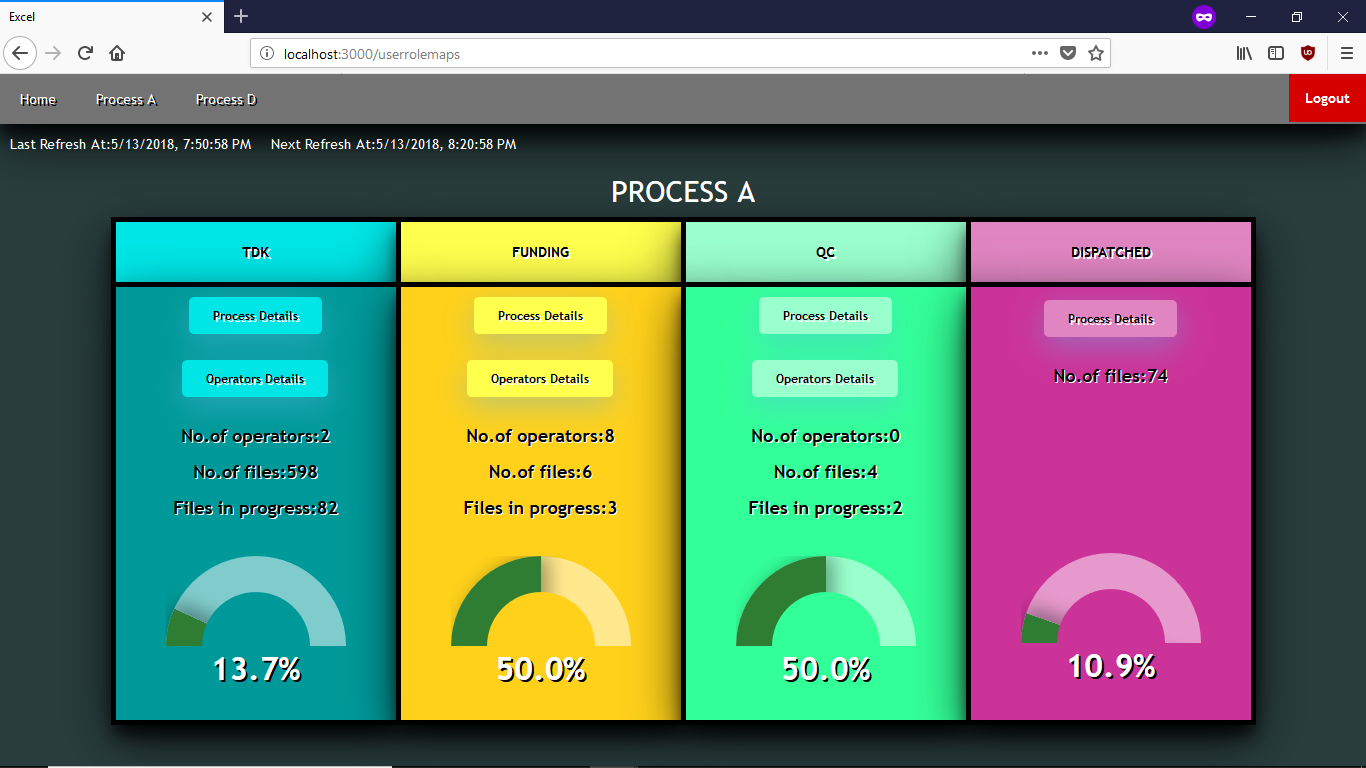 Excel
localhost:3000/userrolemaps
Home Process A Process D Logout
Last Refresh At:5/13/2018, 7:50:58 PM Next Refresh At:5/13/2018, 8:20:58 PM
PROCESS A
TDK FUNDING QC DISPATCHED
Process Details Process Details Process Details Process Details
Operators Details Operators Details Operators Details No.of files:74
No.of operators:2 No.of operators:8 No.of operators:0
No.of files:598 No.of files:6 No.of files:4
Files in progress:82 Files in progress:3 Files in progress:2
13.7% 50.0% 50.0% 10.9%